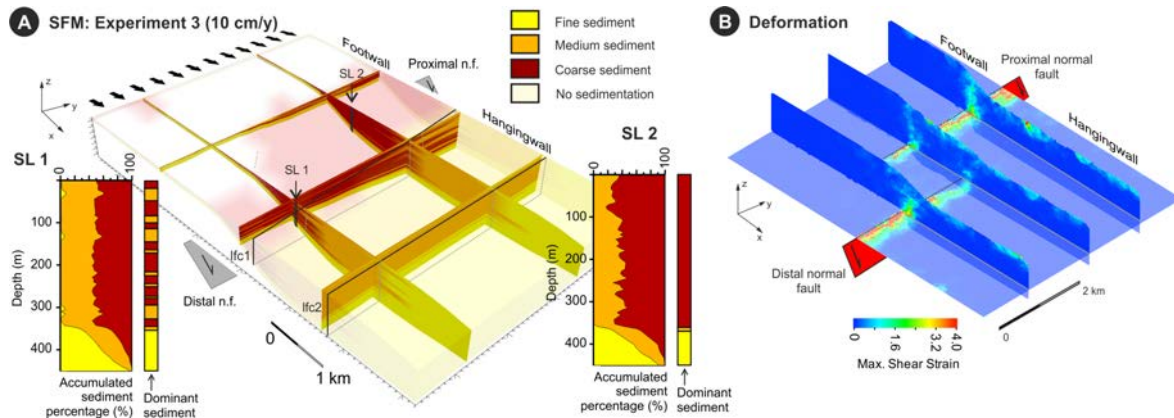 A SFM: Experiment 3 (10 cm/y)
Fine sediment
Medium sediment
Coarse sediment
No sedimentation
Footwall
Proximal n.f.
SL 2
Hangingwall
z
y
x
SL 1
0
100
100
200
300
400
Depth (m)
Accumulated
sediment
percentage (%)
Dominant
sediment
SL 1
lfc1
lfc2
Distal n.f.
0
1 km
SL 2
0
100
0
100
200
300
400
Depth (m)
Accumulated
sediment
percentage (%)
Dominant
sediment
B Deformation
Footwall
Proximal normal
fault
Hangingwall
z
y
x
Distal normal
fault
0
2 km
0
1.6
3.2
4.0
Max. Shear Strain